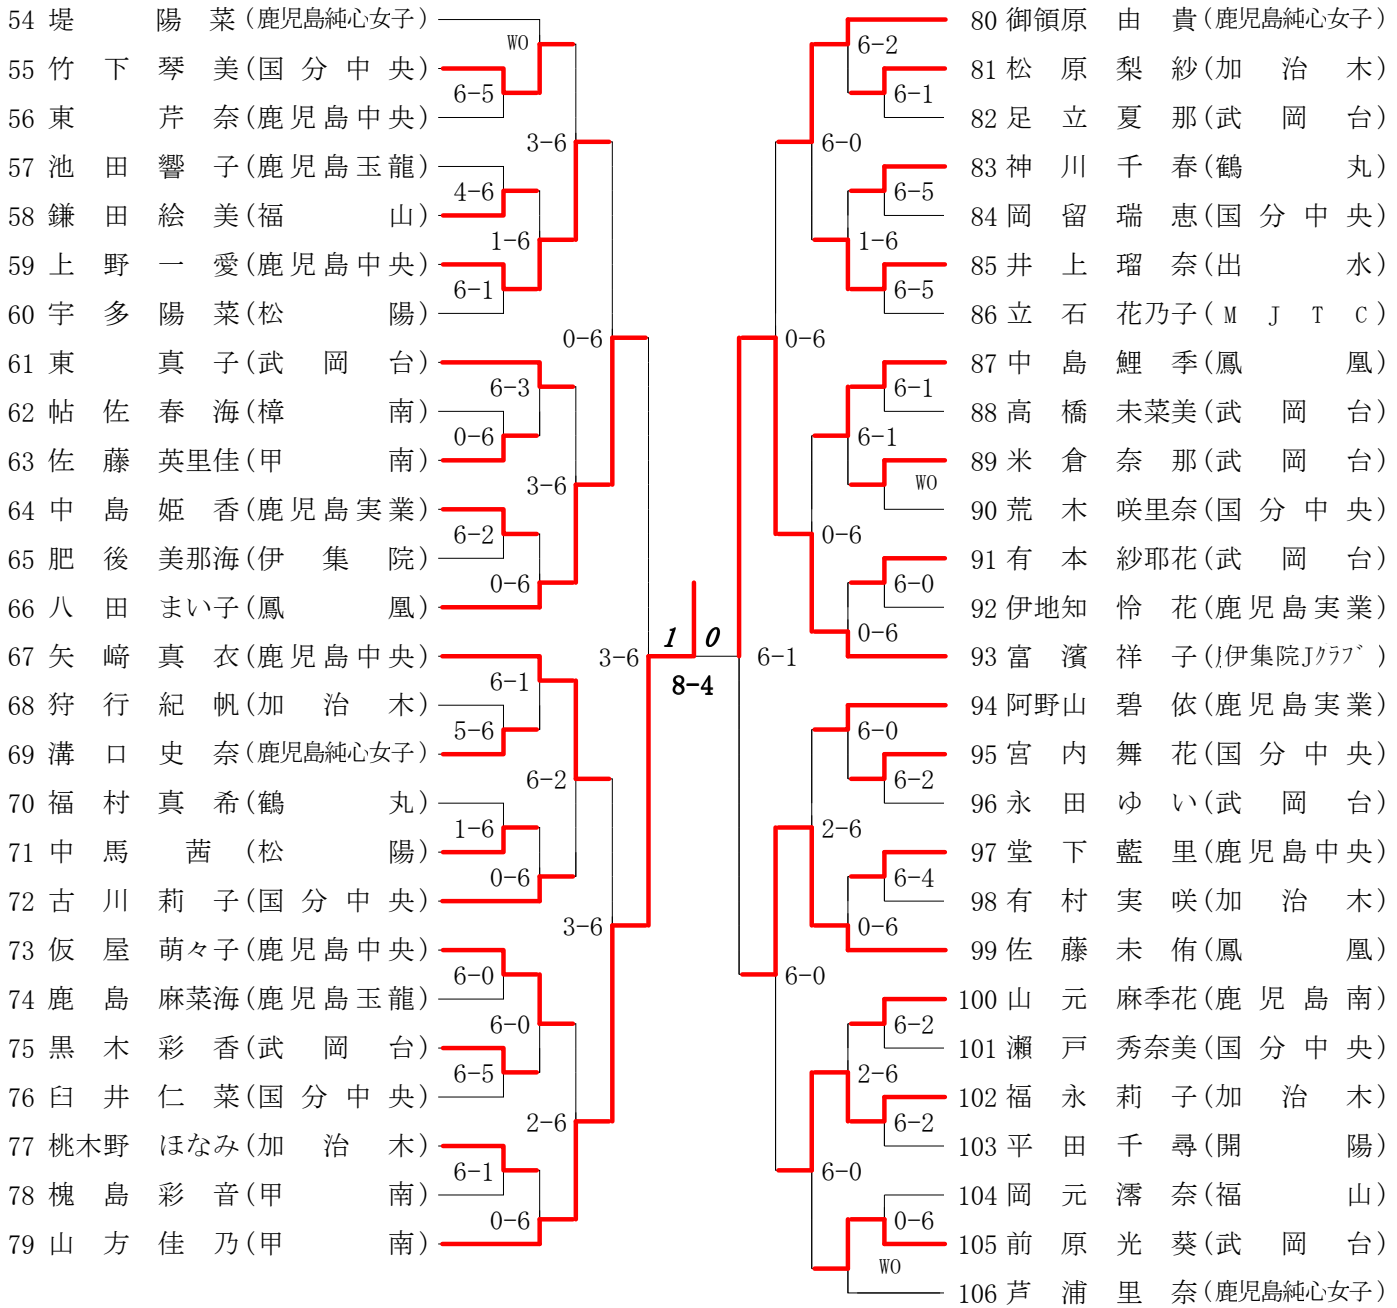 54 堤 陽 菜 (鹿児島純心女子)
WO
55 竹 下 琴 美 (国 分 中 央)
6-5
56 東 芹 奈 (鹿児島中央)
3-6
57 池 田 響 子 (鹿児島玉龍)
4-6
58 鎌 田 絵 美 (福 山)
1-6
59 上 野 一 愛 (鹿児島中央)
6-1
60 宇 多 陽 菜 (松 陽)
0-6
61 東 真 子 (武 岡 台)
6-3
62 帖 佐 春 海 (樟 南)
0-6
63 佐 藤 英里佳 (甲 南)
3-6
64 中 島 姫 香 (鹿児島実業)
6-2
65 肥 後 美那海 (伊 集 院)
0-6
66 八 田 まい子 (鳳 凰)
67 矢 﨑 真 衣 (鹿児島中央)
3-6
6-1
68 狩 行 紀 帆 (加 治 木)
5-6
69 溝 口 史 奈 (鹿児島純心女子)
6-2
70 福 村 真 希 (鶴 丸)
1-6
71 中 馬 茜 (松 陽)
0-6
72 古 川 莉 子 (国 分 中 央)
3-6
73 仮 屋 萌々子 (鹿児島中央)
6-0
74 鹿 島 麻菜海 (鹿児島玉龍)
6-0
75 黒 木 彩 香 (武 岡 台)
6-5
76 臼 井 仁 菜 (国 分 中 央)
2-6
77 桃木野 ほなみ (加 治 木)
6-1
78 槐 島 彩 音 (甲 南)
0-6
79 山 方 佳 乃 (甲 南)
1 0
8-4
80 御領原 由 貴 (鹿児島純心女子)
6-2
81 松 原 梨 紗 (加 治 木)
6-1
82 足 立 夏 那 (武 岡 台)
6-0
83 神 川 千 春 (鶴 丸)
6-5
84 岡 留 瑞 恵 (国 分 中 央)
1-6
85 井 上 瑠 奈 (出 水)
6-5
86 立 石 花乃子 (M J T C)
0-6
87 中 島 鯉 季 (鳳 凰)
6-1
88 高 橋 未菜美 (武 岡 台)
6-1
89 米 倉 奈 那 (武 岡 台)
WO
90 荒 木 咲里奈 (国 分 中 央)
0-6
91 有 本 紗耶花 (武 岡 台)
6-0
92 伊地知 怜 花 (鹿児島実業)
0-6
93 富 濱 祥 子 (伊集院Jクラブ)
6-1
94 阿野山 碧 依 (鹿児島実業)
6-0
95 宮 内 舞 花 (国 分 中 央)
6-2
96 永 田 ゆ い (武 岡 台)
2-6
97 堂 下 藍 里 (鹿児島中央)
6-4
98 有 村 実 咲 (加 治 木)
0-6
99 佐 藤 未 侑 (鳳 凰)
6-0
100 山 元 麻季花 (鹿 児 島 南)
6-2
101 瀬 戸 秀奈美 (国 分 中 央)
2-6
102 福 永 莉 子 (加 治 木)
6-2
103 平 田 千 尋 (開 陽)
6-0
104 岡 元 澪 奈 (福 山)
0-6
105 前 原 光 葵 (武 岡 台)
WO
106 芦 浦 里 奈 (鹿児島純心女子)